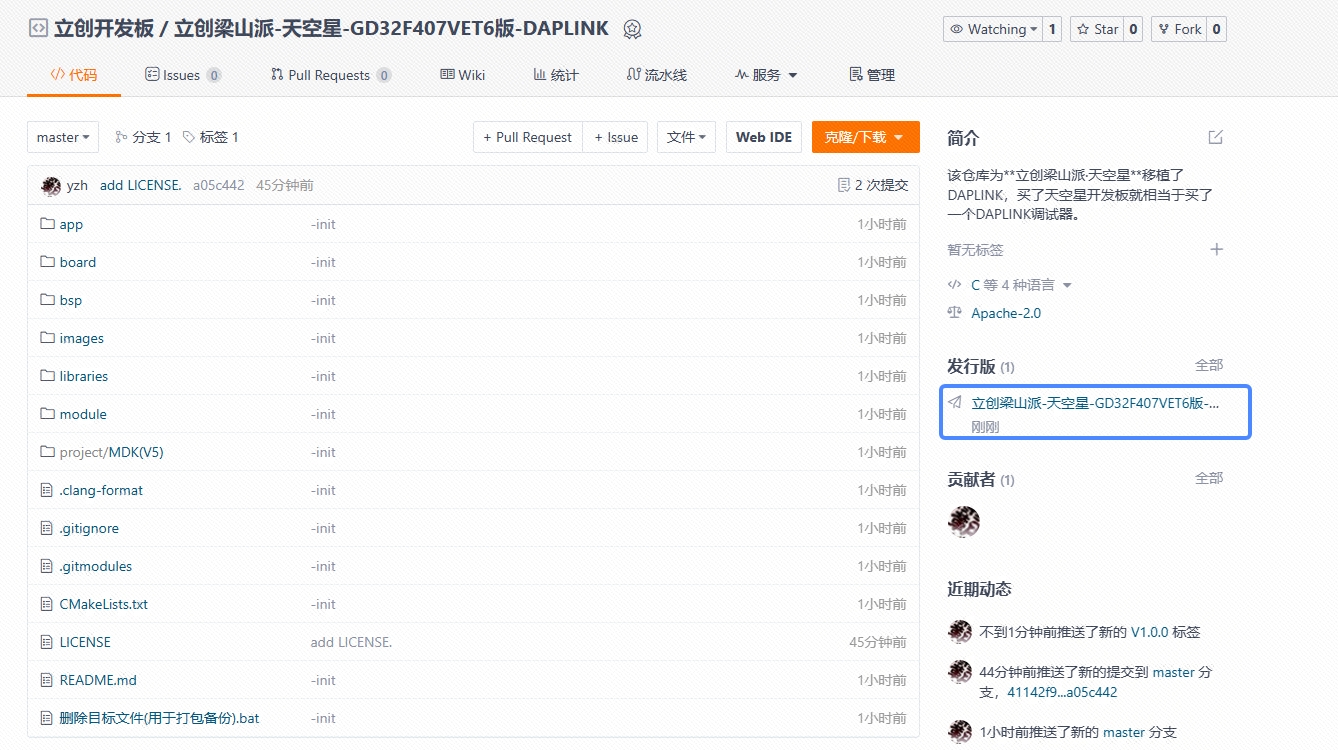 立创开发板 / 立创梁山派-天空星-GD32F407VET6版-DAPLINK
Watching 1 Star 0 Fork 0
代码 Issues 0 Pull Requests 0 Wiki 统计 流水线 服务 管理
master 分支 1 标签 1 + Pull Request + Issue 文件 Web IDE 克隆/下载
yzh add LICENSE. a05c442 45分钟前 2 次提交
app -init 1小时前
board -init 1小时前
bsp -init 1小时前
images -init 1小时前
libraries -init 1小时前
module -init 1小时前
project/MDK(V5) -init 1小时前
.clang-format -init 1小时前
.gitignore -init 1小时前
.gitmodules -init 1小时前
CMakeLists.txt -init 1小时前
LICENSE add LICENSE. 45分钟前
README.md -init 1小时前
删除目标文件(用于打包备份).bat -init 1小时前
简介
该仓库为**立创梁山派·天空星**移植了
DAPLINK，买了天空星开发板就相当于买了
一个DAPLINK调试器。
暂无标签
C 等 4 种语言
Apache-2.0
发行版 (1) 全部
立创梁山派-天空星-GD32F407VET6版-...
刚刚
贡献者 (1) 全部
近期动态
不到1分钟前推送了新的 V1.0.0 标签
44分钟前推送了新的提交到 master 分
支，41142f9...a05c442
1小时前推送了新的 master 分支